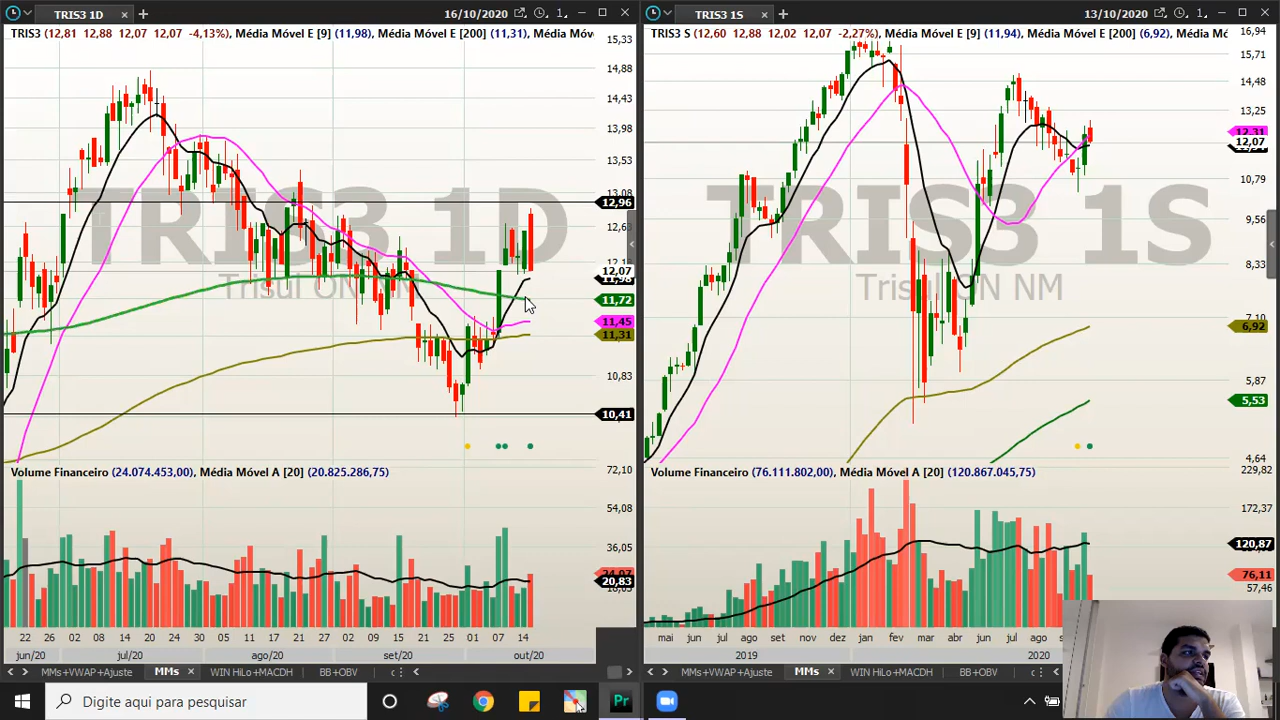 TRIS3 1D
16/10/2020
1
TRIS3 (12,81 12,88 12,07 12,07 -4,13%), Média Móvel E [9] (11,98), Média Móvel E [200] (11,31), Média Móv
15,33
14,88
14,43
13,98
13,53
13,08
12,96
12,63
12,07
11,72
11,45
11,31
10,83
10,41
TRIS3 1D
Trisul ON NM
Volume Financeiro (24.074.453,00), Média Móvel A [20] (20.825.286,75)
72,10
54,08
36,05
20,83
22 26 02 08 14 20 24 30 05 11 17 21 27 02 09 15 21 25 01 07 14
jun/20 jul/20 ago/20 set/20 out/20
MMs+VWAP+Ajuste MMs WIN HiLo+MACDH BB+OBV
TRIS3 1S
13/10/2020
1
TRIS3 S (12,60 12,88 12,02 12,07 -2,27%), Média Móvel E [9] (11,94), Média Móvel E [200] (6,92), Mé
16,94
15,71
14,48
13,25
12,31
12,07
10,79
9,56
8,33
7,10
6,92
5,87
5,53
4,64
TRIS3 1S
Trisul ON NM
Volume Financeiro (76.111.802,00), Média Móvel A [20] (120.867.045,75)
229,82
172,37
120,87
76,11
57,46
mai jun jul ago set nov dez jan fev abr jun jul ago
2019 2020
MMs+VWAP+Ajuste MMs WIN HiLo+MACDH BB+OBV
Digite aqui para pesquisar
Pr